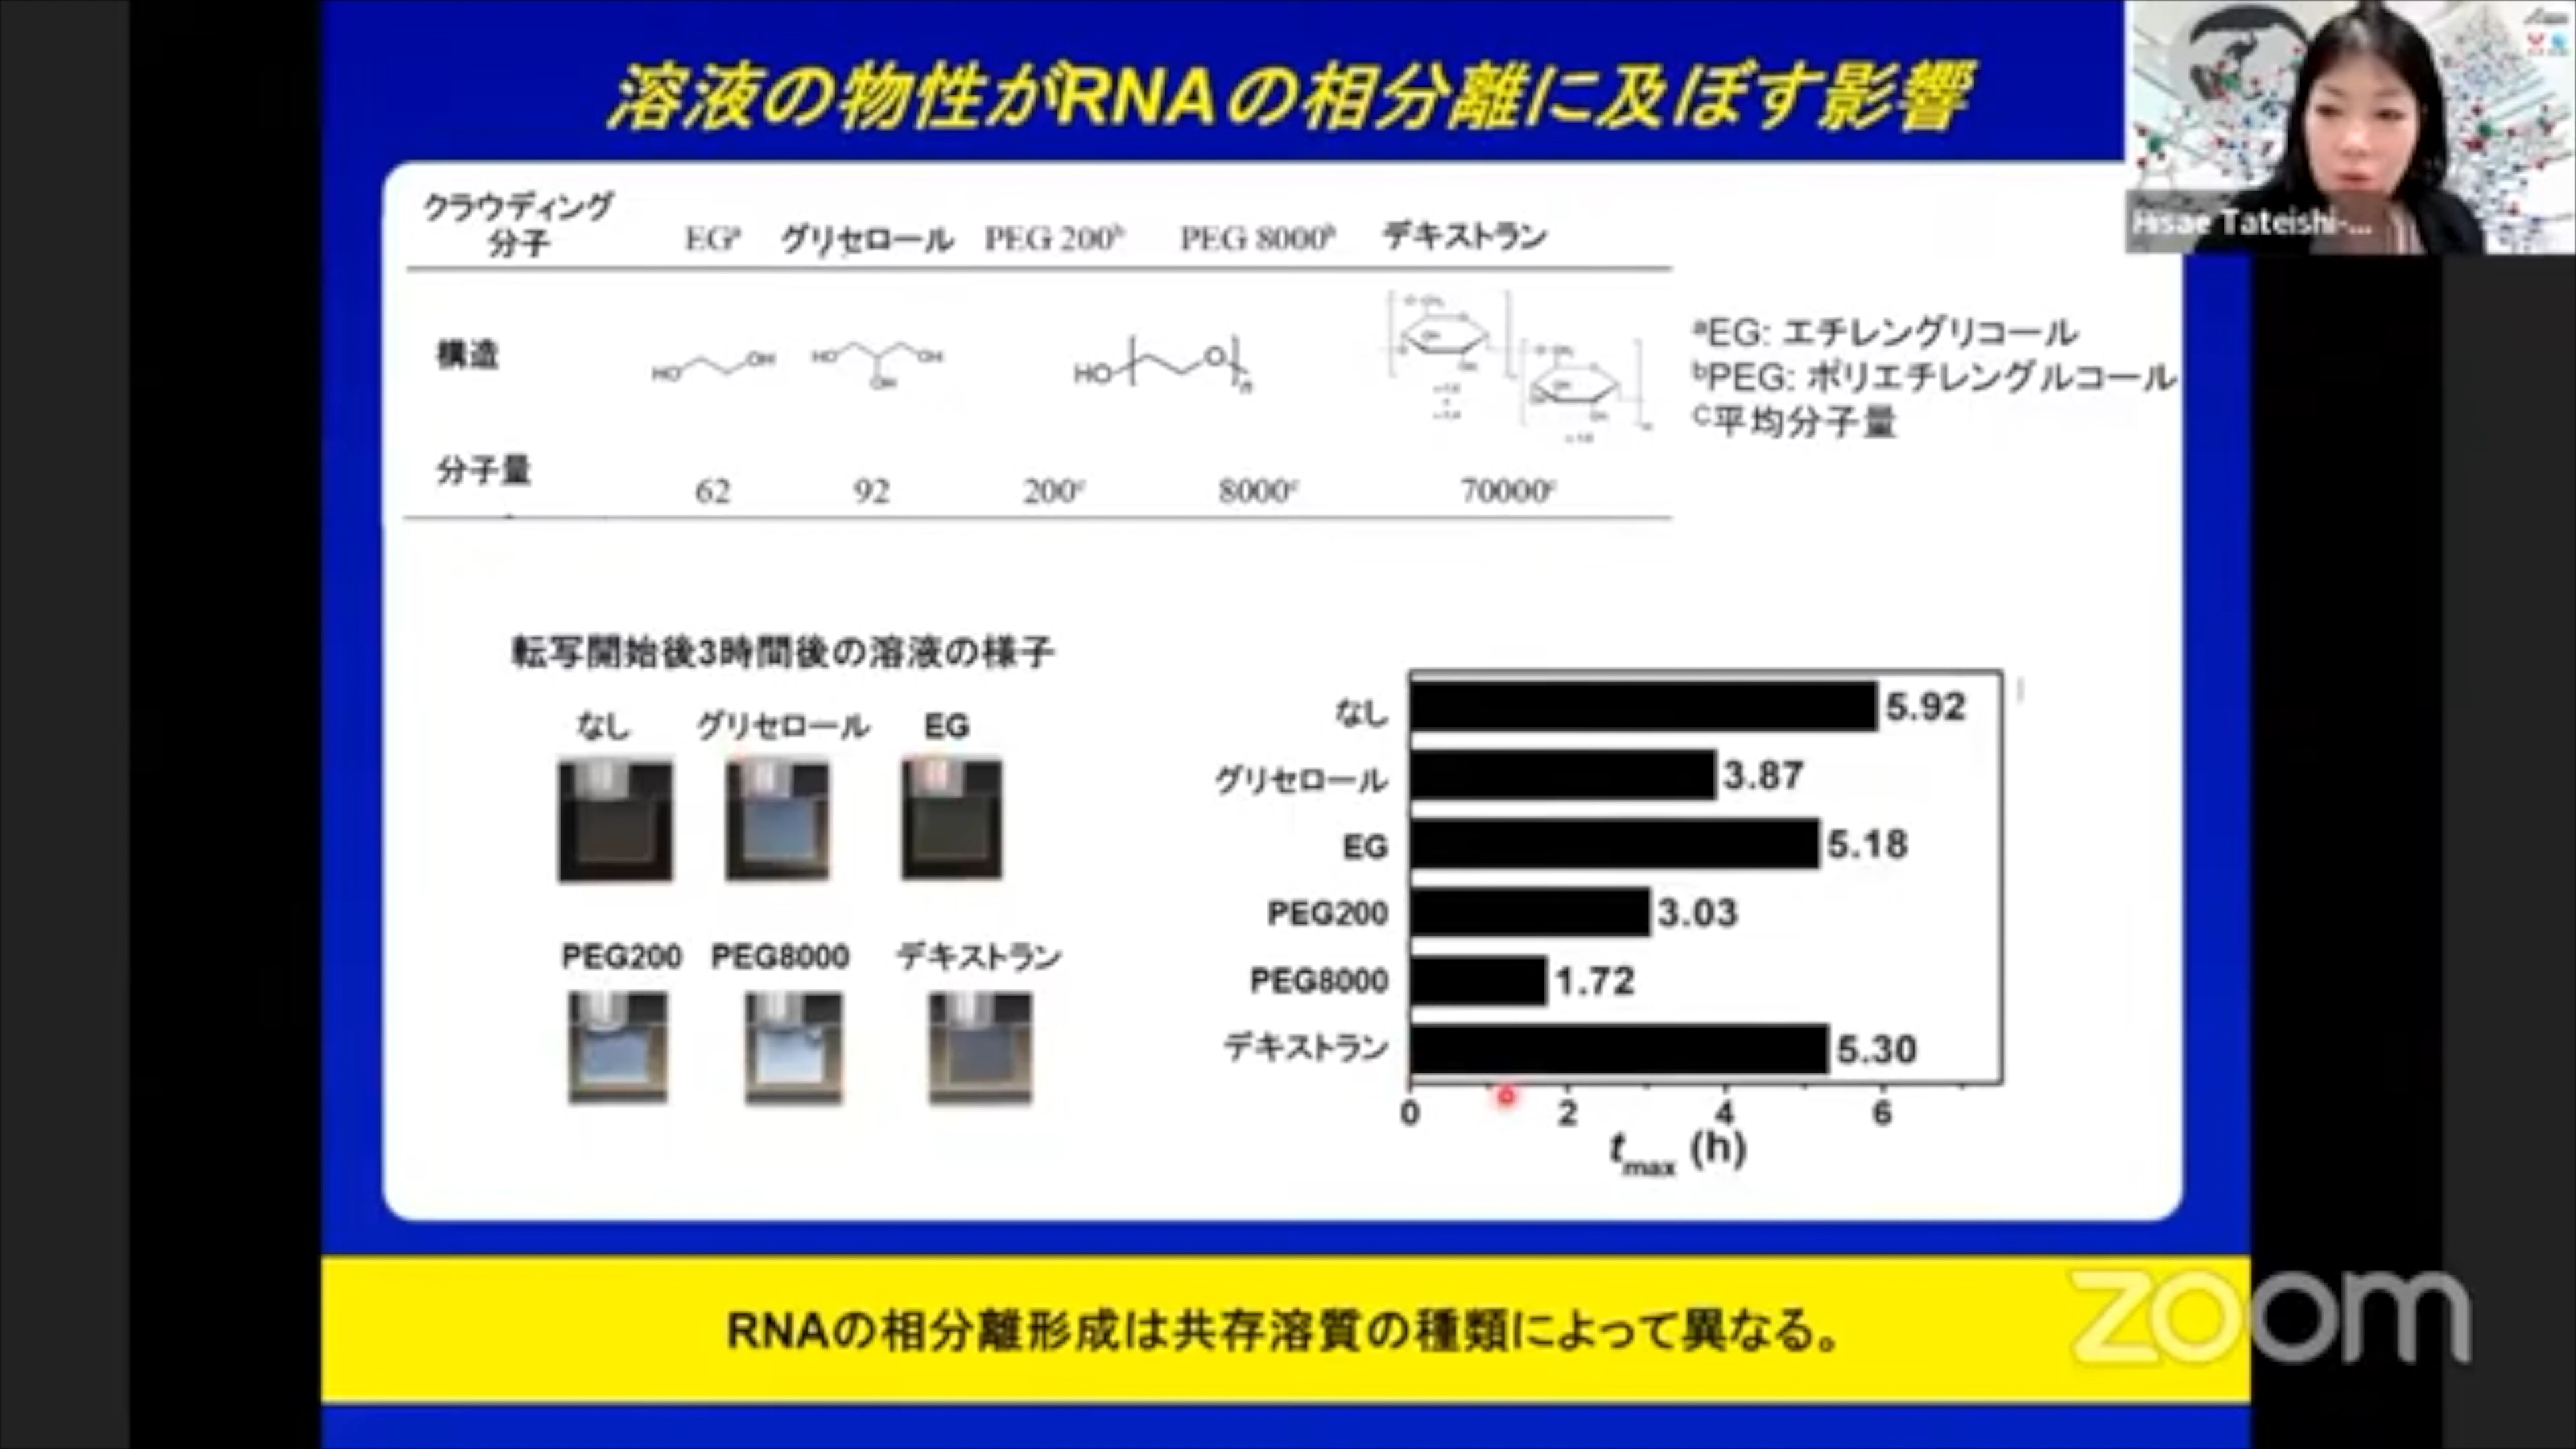 溶液の物性がRNAの相分離に及ぼす影響
Hisae Tateishi-...
クラウディング
分子
EGa グリセロール PEG 200b PEG 8000b デキストラン
構造
HO OH HO OH OH HO O n
aEG: エチレングリコール
bPEG: ポリエチレングルコール
C平均分子量
分子量 62 92 200c 8000c 70000c
転写開始後3時間後の溶液の様子
なし グリセロール EG
PEG200 PEG8000 デキストラン
なし 5.92
グリセロール 3.87
EG 5.18
PEG200 3.03
PEG8000 1.72
デキストラン 5.30
0 2 4 6
tmax (h)
RNAの相分離形成は共存溶質の種類によって異なる。
zoom